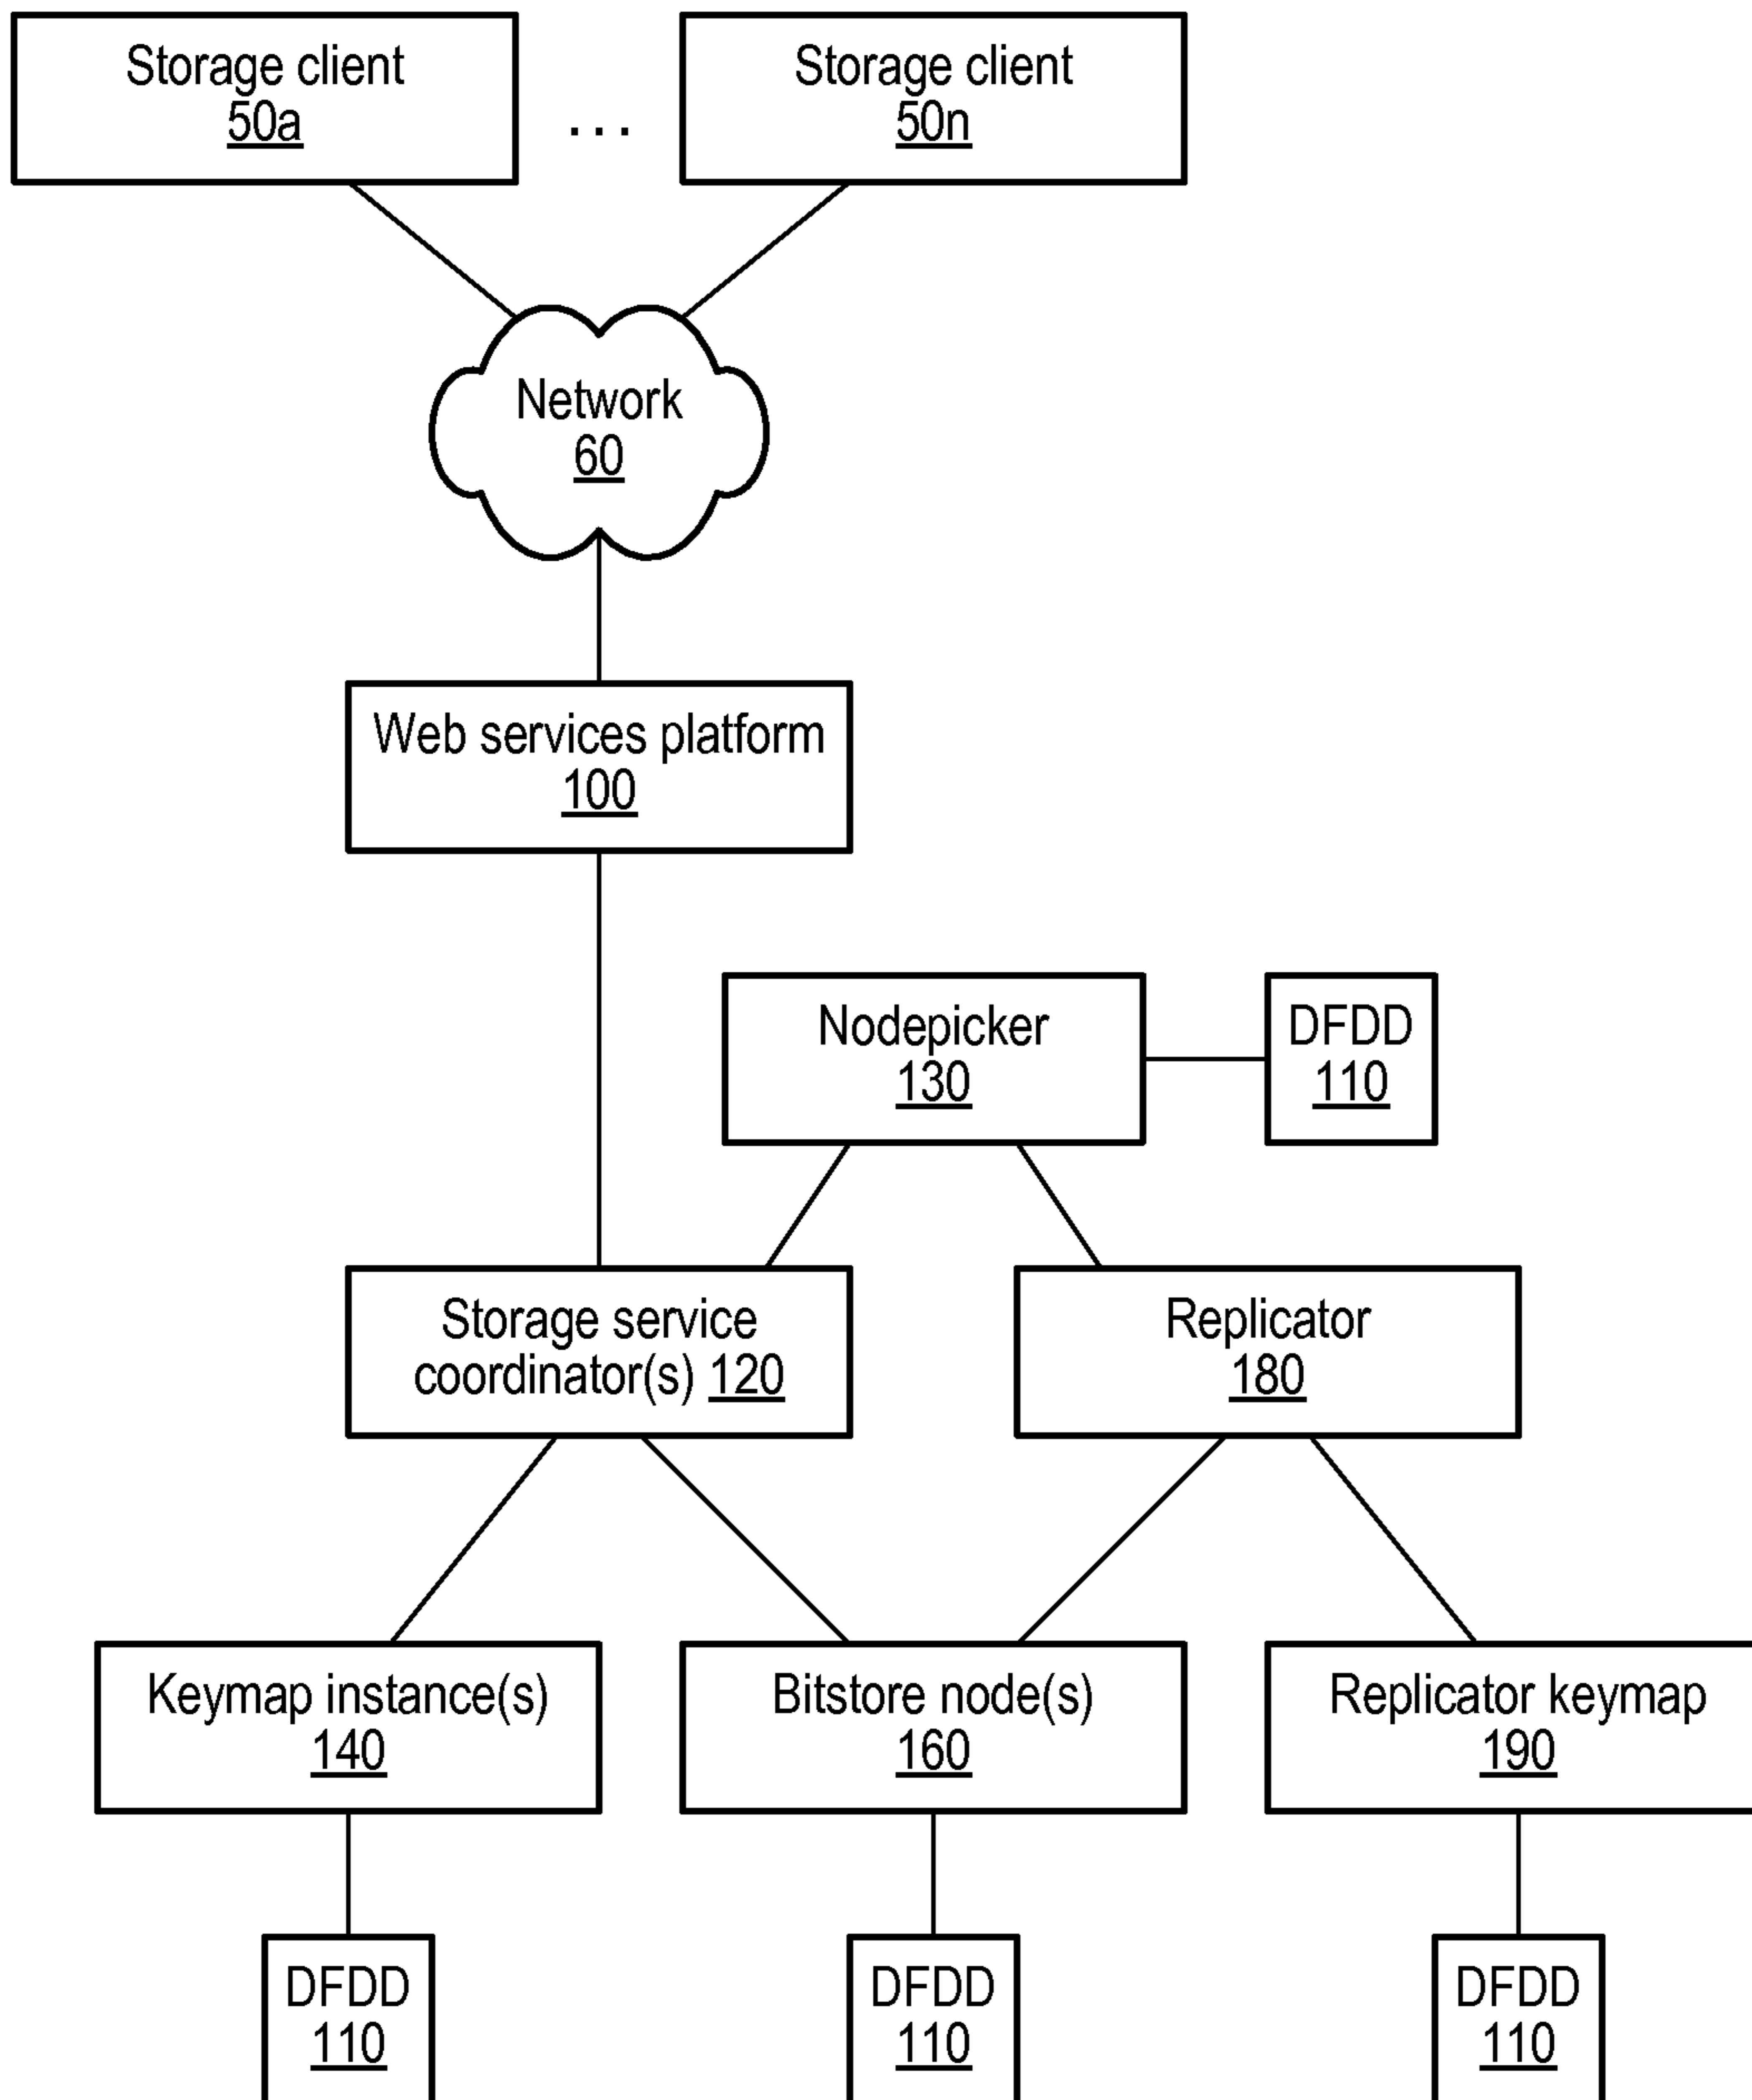 Storage client
50a
...
Storage client
50n
Network
60
Web services platform
100
Nodepicker
130
DFDD
110
Storage service
coordinator(s) 120
Replicator
180
Keymap instance(s)
140
Bitstore node(s)
160
Replicator keymap
190
DFDD
110
DFDD
110
DFDD
110